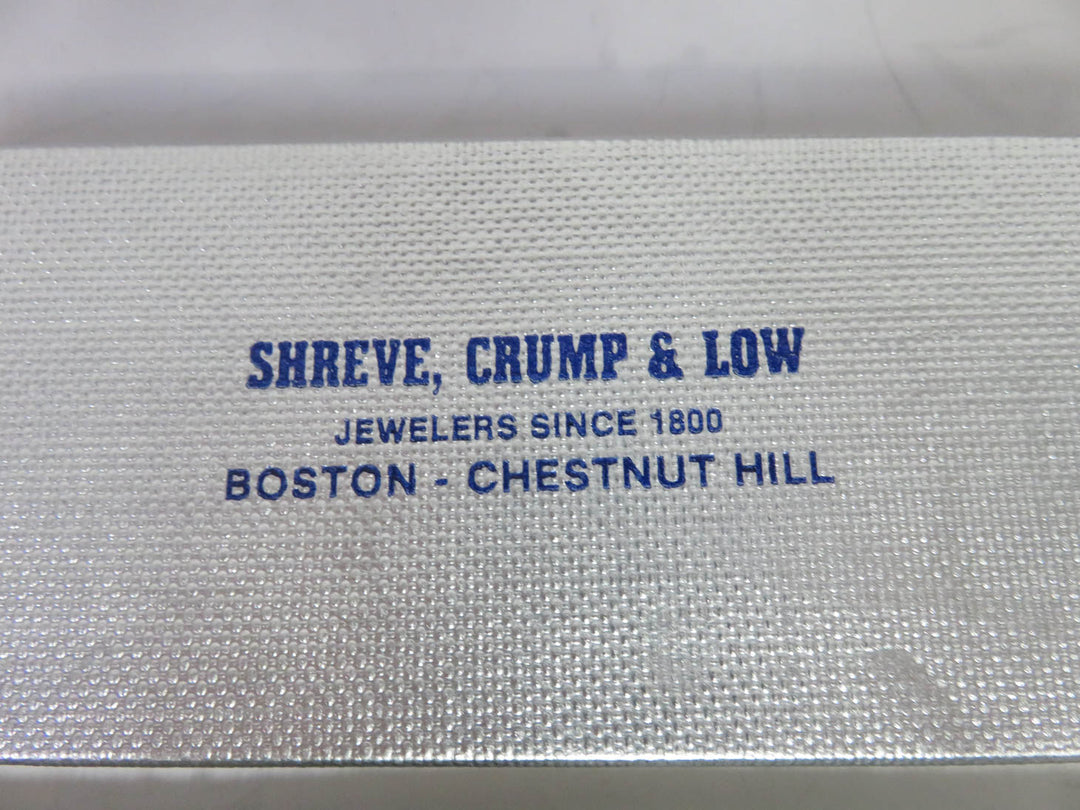 SHREVE, CRUMP & LOW
JEWELERS SINCE 1800
BOSTON - CHESTNUT HILL